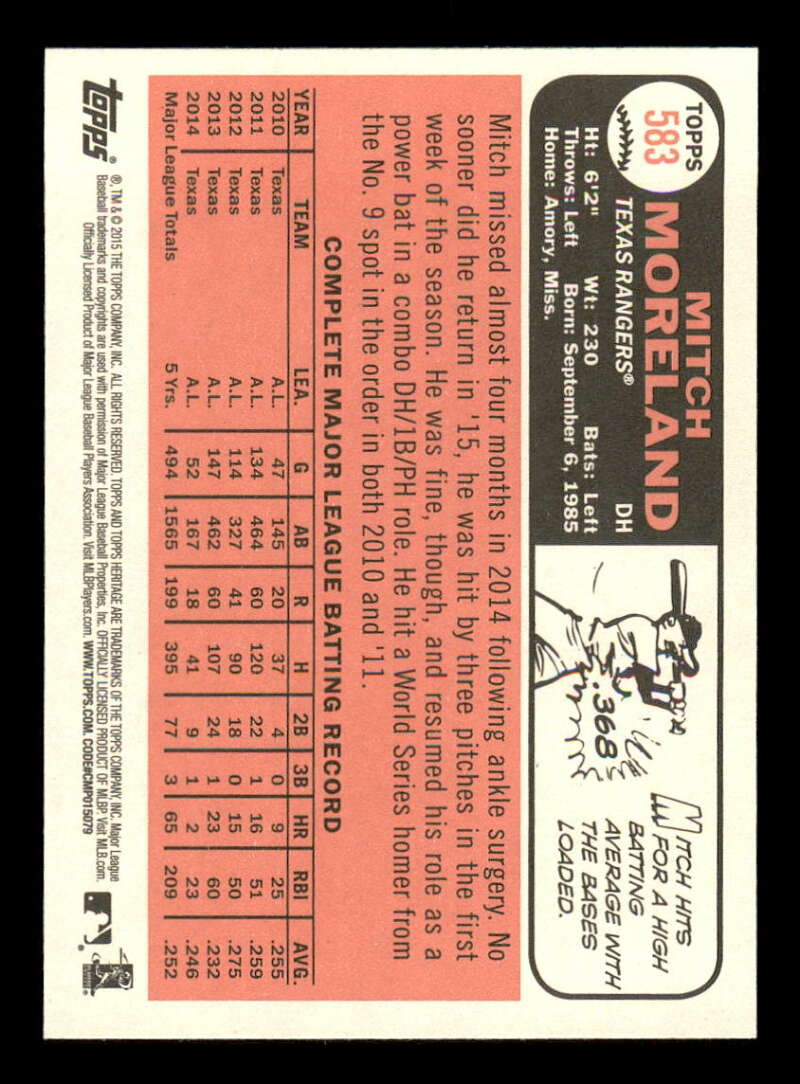 TOPPS
583
MITCH
MORELAND
TEXAS RANGERS® DH
Ht: 6'2" Wt: 230 Bats: Left
Throws: Left Born: September 6, 1985
Home: Amory, Miss.
.368
MITCH HITS
FOR A HIGH
BATTING
AVERAGE WITH
THE BASES
LOADED.
Mitch missed almost four months in 2014 following ankle surgery. No
sooner did he return in '15, he was hit by three pitches in the first
week of the season. He was fine, though, and resumed his role as a
power bat in a combo DH/1B/PH role. He hit a World Series homer from
the No. 9 spot in the order in both 2010 and '11.
COMPLETE MAJOR LEAGUE BATTING RECORD
YEAR TEAM LEA. G AB R H 2B 3B HR RBI AVG.
2010 Texas A.L. 47 145 20 37 4 0 9 25 .255
2011 Texas A.L. 134 464 60 120 22 1 16 51 .259
2012 Texas A.L. 114 327 41 90 18 0 15 50 .275
2013 Texas A.L. 147 462 60 107 24 1 23 60 .232
2014 Texas A.L. 52 167 18 41 9 1 2 23 .246
Major League Totals 5 Yrs. 494 1565 199 395 77 3 65 209 .252
topps®
®, TM & © 2015 THE TOPPS COMPANY, INC. ALL RIGHTS RESERVED. TOPPS AND TOPPS HERITAGE ARE TRADEMARKS OF THE TOPPS COMPANY, INC. Major League
Baseball trademarks and copyrights are used with permission of Major League Baseball Properties, Inc. OFFICIALLY LICENSED PRODUCT OF MLBP. Visit MLB.com.
Officially Licensed Product of Major League Baseball Players Association. Visit MLBPlayers.com. WWW.TOPPS.COM. CODE#CMP015079